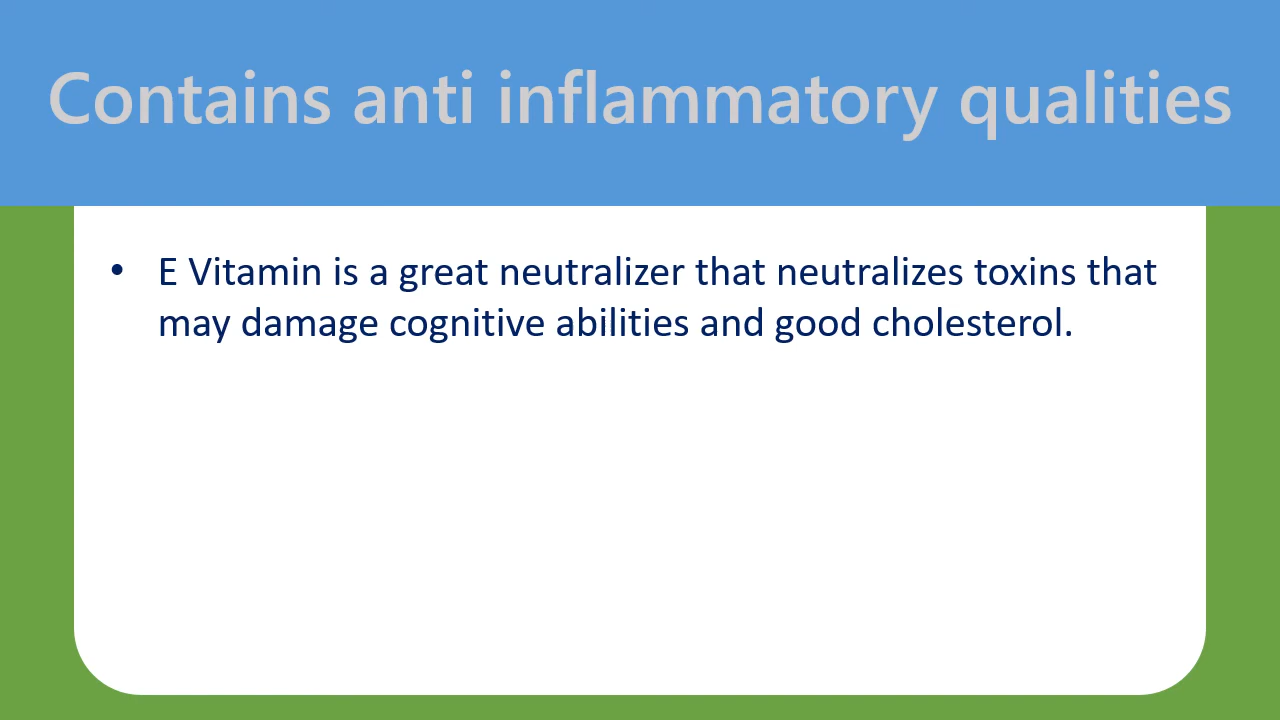 Contains anti inflammatory qualities
• E Vitamin is a great neutralizer that neutralizes toxins that
may damage cognitive abilities and good cholesterol.